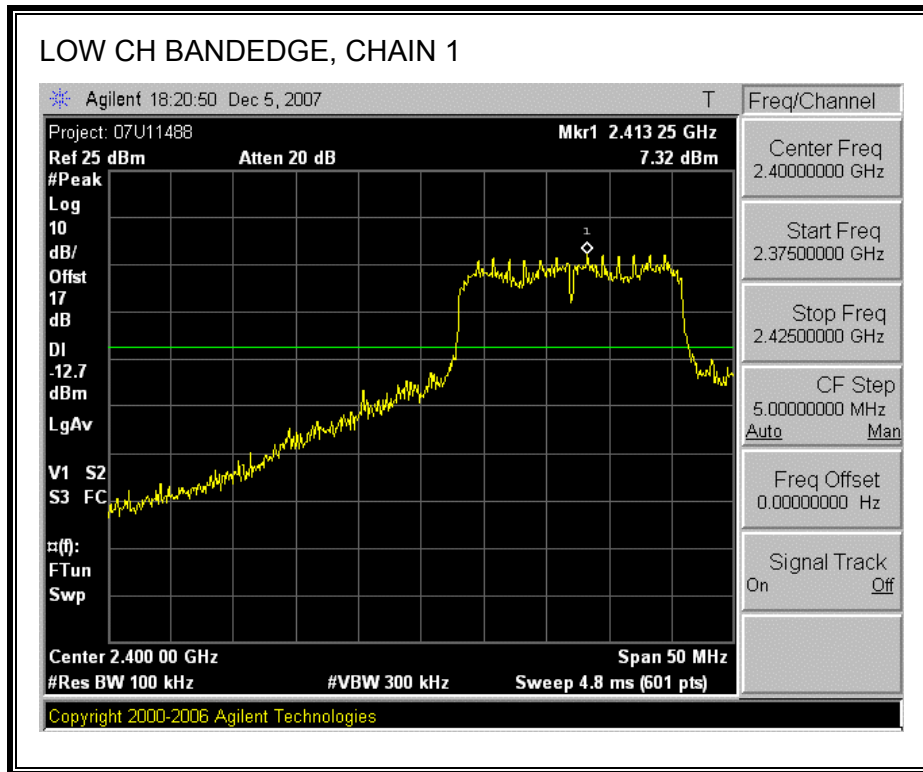 LOW CH BANDEDGE, CHAIN 1
Agilent 18:20:50 Dec 5, 2007 T
Freq/Channel
Project: 07U11488
Mkr1 2.413 25 GHz
Ref 25 dBm Atten 20 dB 7.32 dBm
#Peak
Log
10
dB/
Offst
17
dB
DI
-12.7
dBm
LgAv
V1 S2
S3 FC
¤(f):
FTun
Swp
1
Center 2.400 00 GHz Span 50 MHz
#Res BW 100 kHz #VBW 300 kHz Sweep 4.8 ms (601 pts)
Copyright 2000-2006 Agilent Technologies
Center Freq
2.40000000 GHz
Start Freq
2.37500000 GHz
Stop Freq
2.42500000 GHz
CF Step
5.00000000 MHz
Auto Man
Freq Offset
0.00000000 Hz
Signal Track
On Off